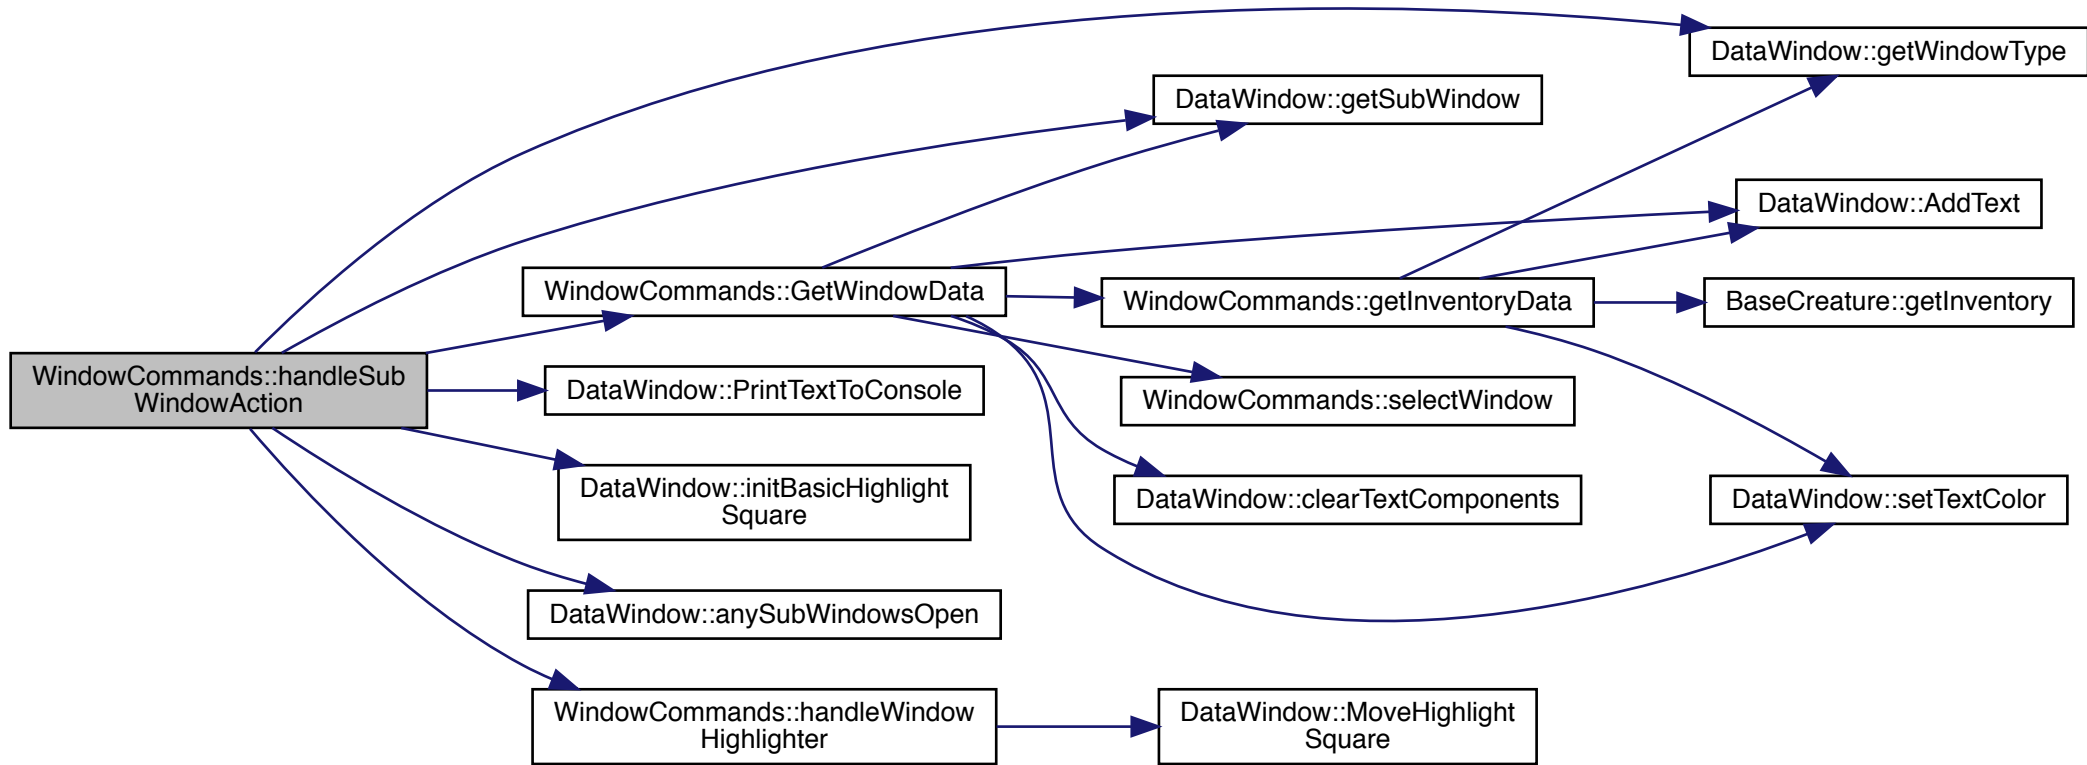 WindowCommands::handleSub
WindowAction
DataWindow::getWindowType
DataWindow::getSubWindow
DataWindow::AddText
WindowCommands::GetWindowData
WindowCommands::getInventoryData
BaseCreature::getInventory
DataWindow::PrintTextToConsole
WindowCommands::selectWindow
DataWindow::initBasicHighlight
Square
DataWindow::clearTextComponents
DataWindow::setTextColor
DataWindow::anySubWindowsOpen
WindowCommands::handleWindow
Highlighter
DataWindow::MoveHighlight
Square